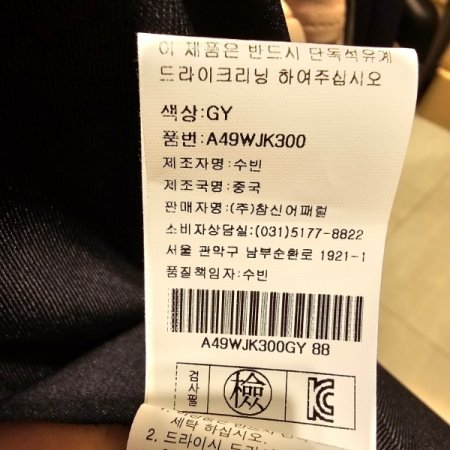 이 제품은 반드시 단독석유계
드라이크리닝 하여주십시오
색상:GY
품번:A49WJK300
제조자명:수빈
제조국명:중국
판매자명:(주)참신어패럴
소비자상담실:(031)5177-8822
서울 관악구 남부순환로 1921-1
품질책임자:수빈
A49WJK300GY 88
검사필 檢 KC
세탁 하십시오.
2. 드라이시 드라이